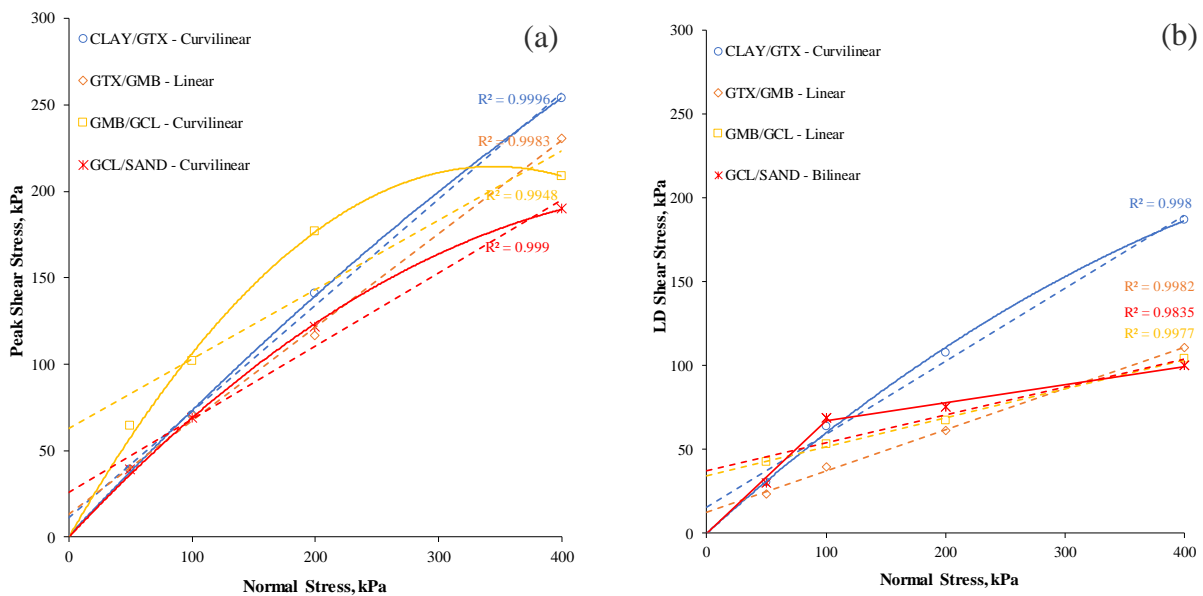 (a)
300
250
200
150
100
50
0
Peak Shear Stress, kPa
CLAY/GTX - Curvilinear
GTX/GMB - Linear
GMB/GCL - Curvilinear
GCL/SAND - Curvilinear
R² = 0.9996
R² = 0.9983
R² = 0.9948
R² = 0.999
0 100 200 300 400
Normal Stress, kPa
(b)
300
250
200
150
100
50
0
LD Shear Stress, kPa
CLAY/GTX - Curvilinear
GTX/GMB - Linear
GMB/GCL - Linear
GCL/SAND - Bilinear
R² = 0.998
R² = 0.9982
R² = 0.9835
R² = 0.9977
0 100 200 300 400
Normal Stress, kPa